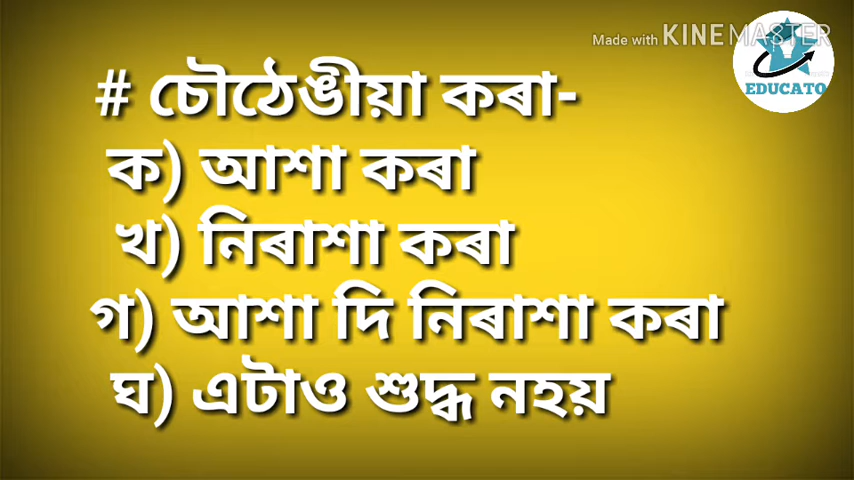 Made with KINEMASTER
EDUCATO
# চৌঠেঙীয়া কৰা-
ক) আশা কৰা
খ) নিৰাশা কৰা
গ) আশা দি নিৰাশা কৰা
ঘ) এটাও শুদ্ধ নহয়